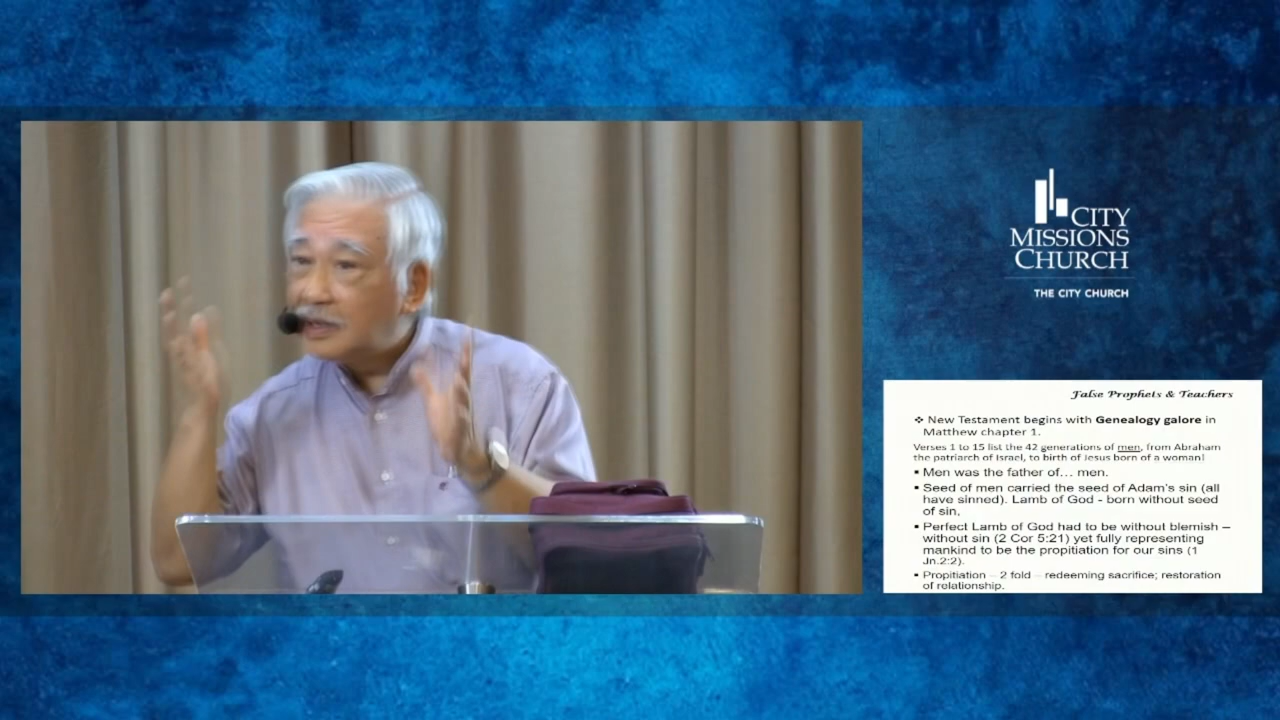 CITY
MISSIONS
CHURCH
THE CITY CHURCH
False Prophets & Teachers
❖ New Testament begins with Genealogy galore in
Matthew chapter 1.
Verses 1 to 15 list the 42 generations of men, from Abraham
the patriarch of Israel, to birth of Jesus born of a woman!
▪ Men was the father of… men.
▪ Seed of men carried the seed of Adam's sin (all
have sinned). Lamb of God - born without seed
of sin,
▪ Perfect Lamb of God had to be without blemish –
without sin (2 Cor 5:21) yet fully representing
mankind to be the propitiation for our sins (1
Jn.2:2).
▪ Propitiation – 2 fold – redeeming sacrifice; restoration
of relationship.